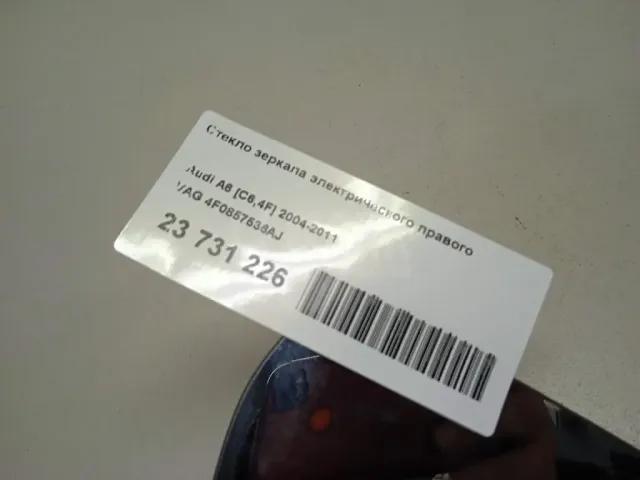 Стекло зеркала электрического правого
Audi A6 [C6,4F] 2004-2011
VAG 4F0857536AJ
23 731 226